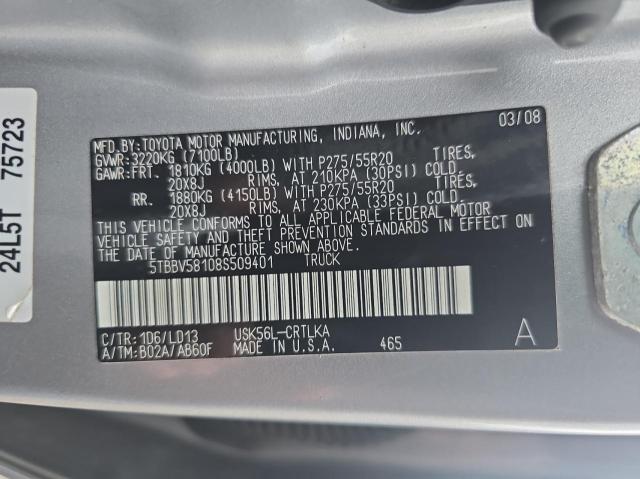 24L5T 75723
MFD.BY:TOYOTA MOTOR MANUFACTURING, INDIANA, INC. 03/08
GVWR:3220KG (7100LB)
GAWR:FRT. 1810KG (4000LB) WITH P275/55R20 TIRES,
20X8J RIMS, AT 210KPA (30PSI) COLD.
RR. 1880KG (4150LB) WITH P275/55R20 TIRES,
20X8J RIMS, AT 230KPA (33PSI) COLD.
THIS VEHICLE CONFORMS TO ALL APPLICABLE FEDERAL MOTOR
VEHICLE SAFETY AND THEFT PREVENTION STANDARDS IN EFFECT ON
THE DATE OF MANUFACTURE SHOWN ABOVE.
5TBBV58108S509401 TRUCK
C/TR:1D6/LD13 USK56L-CRTLKA
A/TM:B02A/AB60F MADE IN U.S.A. 465 A